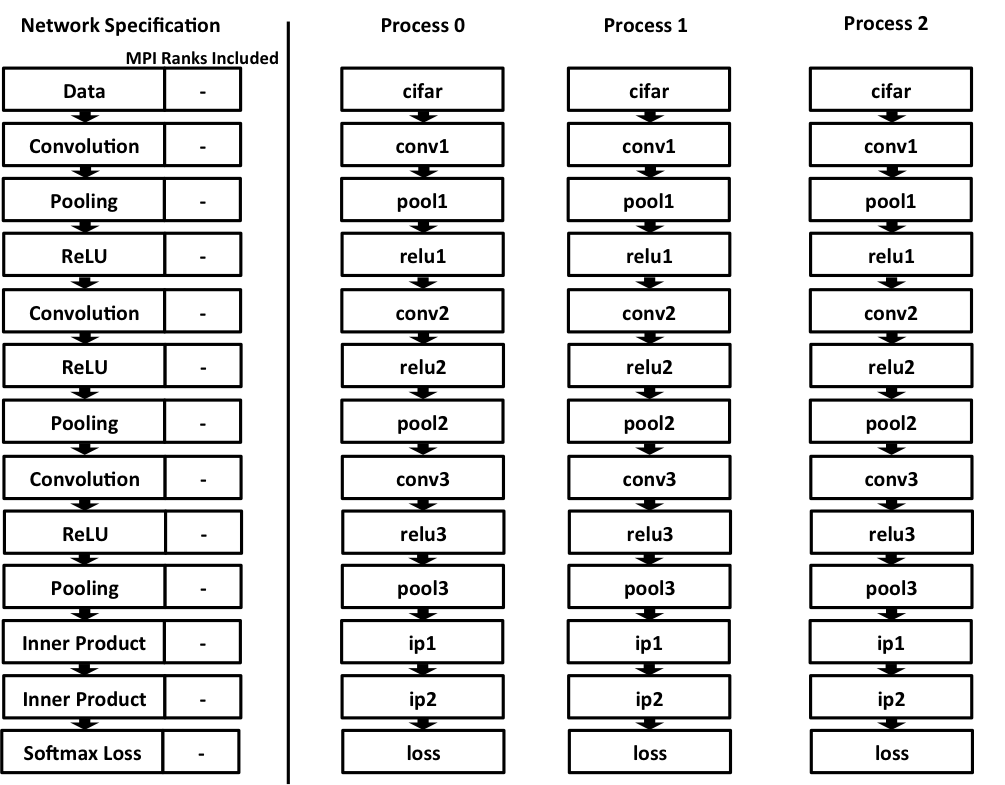 Network Specification Process 0 Process 1 Process 2
MPI Ranks Included
Data - cifar cifar cifar
Convolution - conv1 conv1 conv1
Pooling - pool1 pool1 pool1
ReLU - relu1 relu1 relu1
Convolution - conv2 conv2 conv2
ReLU - relu2 relu2 relu2
Pooling - pool2 pool2 pool2
Convolution - conv3 conv3 conv3
ReLU - relu3 relu3 relu3
Pooling - pool3 pool3 pool3
Inner Product - ip1 ip1 ip1
Inner Product - ip2 ip2 ip2
Softmax Loss - loss loss loss